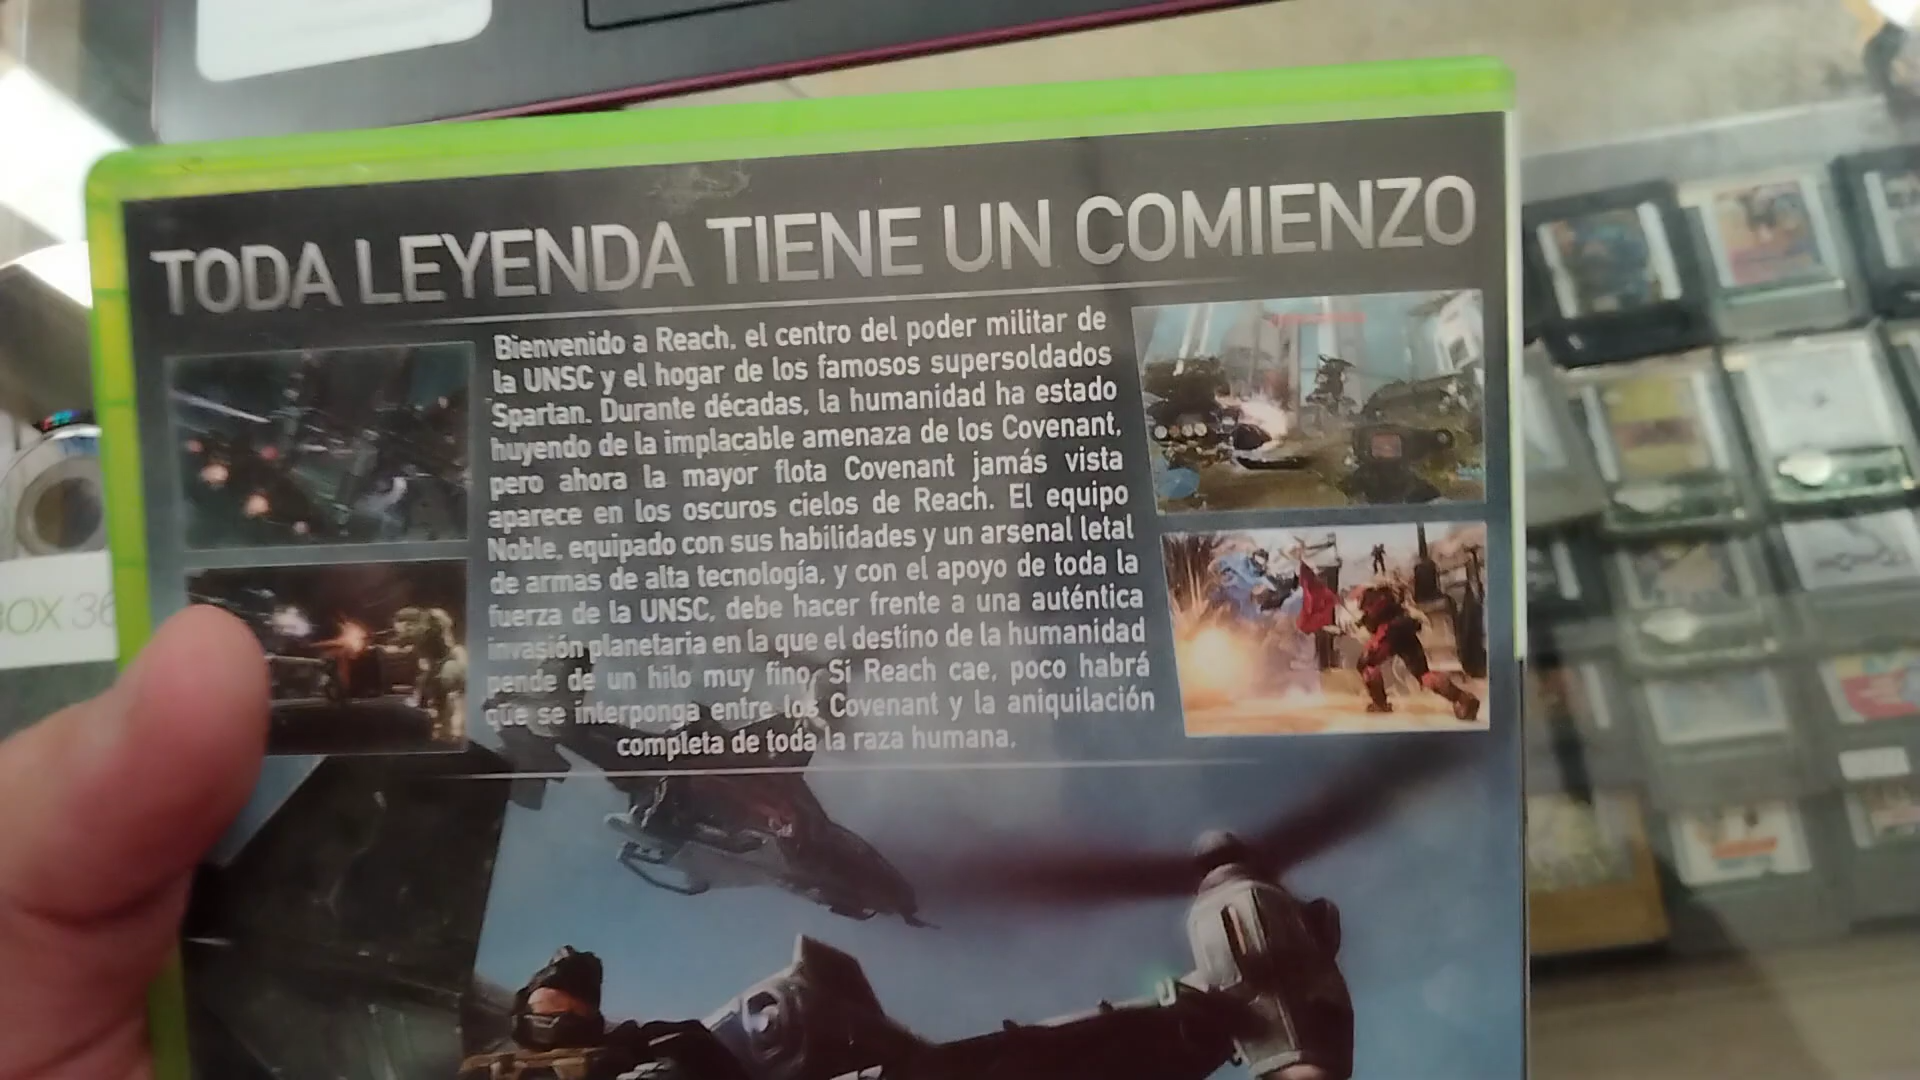 TODA LEYENDA TIENE UN COMIENZO
Bienvenido a Reach, el centro del poder militar de
la UNSC y el hogar de los famosos supersoldados
Spartan. Durante décadas, la humanidad ha estado
huyendo de la implacable amenaza de los Covenant,
pero ahora la mayor flota Covenant jamás vista
aparece en los oscuros cielos de Reach. El equipo
Noble, equipado con sus habilidades y un arsenal letal
de armas de alta tecnología, y con el apoyo de toda la
fuerza de la UNSC, debe hacer frente a una auténtica
invasión planetaria en la que el destino de la humanidad
pende de un hilo muy fino. Si Reach cae, poco habrá
que se interponga entre los Covenant y la aniquilación
completa de toda la raza humana.
BOX 36